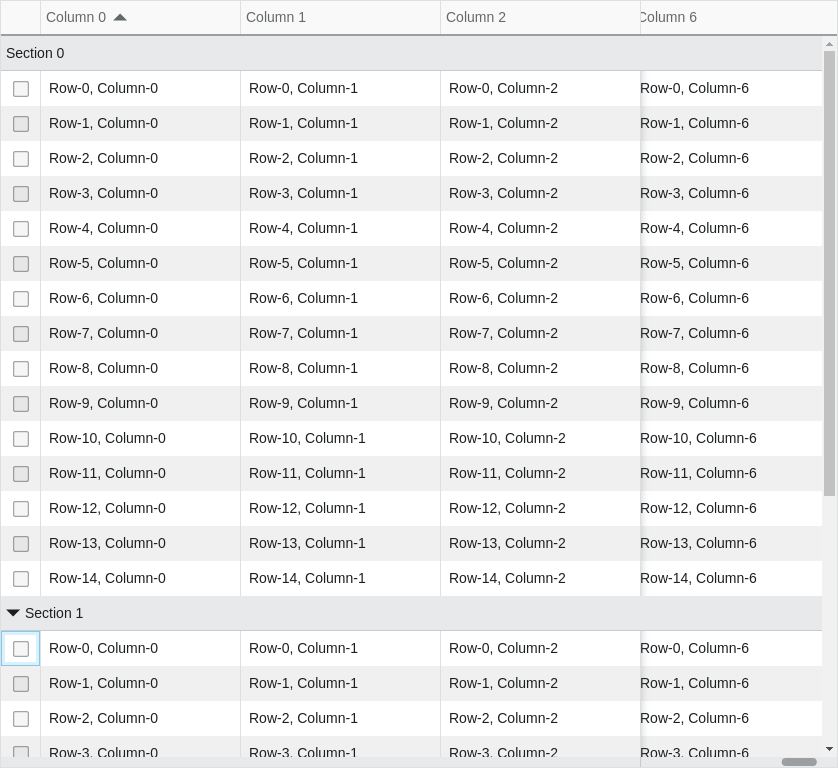 Column 0 Column 1 Column 2 Column 6
Section 0
Row-0, Column-0 Row-0, Column-1 Row-0, Column-2 Row-0, Column-6
Row-1, Column-0 Row-1, Column-1 Row-1, Column-2 Row-1, Column-6
Row-2, Column-0 Row-2, Column-1 Row-2, Column-2 Row-2, Column-6
Row-3, Column-0 Row-3, Column-1 Row-3, Column-2 Row-3, Column-6
Row-4, Column-0 Row-4, Column-1 Row-4, Column-2 Row-4, Column-6
Row-5, Column-0 Row-5, Column-1 Row-5, Column-2 Row-5, Column-6
Row-6, Column-0 Row-6, Column-1 Row-6, Column-2 Row-6, Column-6
Row-7, Column-0 Row-7, Column-1 Row-7, Column-2 Row-7, Column-6
Row-8, Column-0 Row-8, Column-1 Row-8, Column-2 Row-8, Column-6
Row-9, Column-0 Row-9, Column-1 Row-9, Column-2 Row-9, Column-6
Row-10, Column-0 Row-10, Column-1 Row-10, Column-2 Row-10, Column-6
Row-11, Column-0 Row-11, Column-1 Row-11, Column-2 Row-11, Column-6
Row-12, Column-0 Row-12, Column-1 Row-12, Column-2 Row-12, Column-6
Row-13, Column-0 Row-13, Column-1 Row-13, Column-2 Row-13, Column-6
Row-14, Column-0 Row-14, Column-1 Row-14, Column-2 Row-14, Column-6
Section 1
Row-0, Column-0 Row-0, Column-1 Row-0, Column-2 Row-0, Column-6
Row-1, Column-0 Row-1, Column-1 Row-1, Column-2 Row-1, Column-6
Row-2, Column-0 Row-2, Column-1 Row-2, Column-2 Row-2, Column-6
Row-3, Column-0 Row-3, Column-1 Row-3, Column-2 Row-3, Column-6